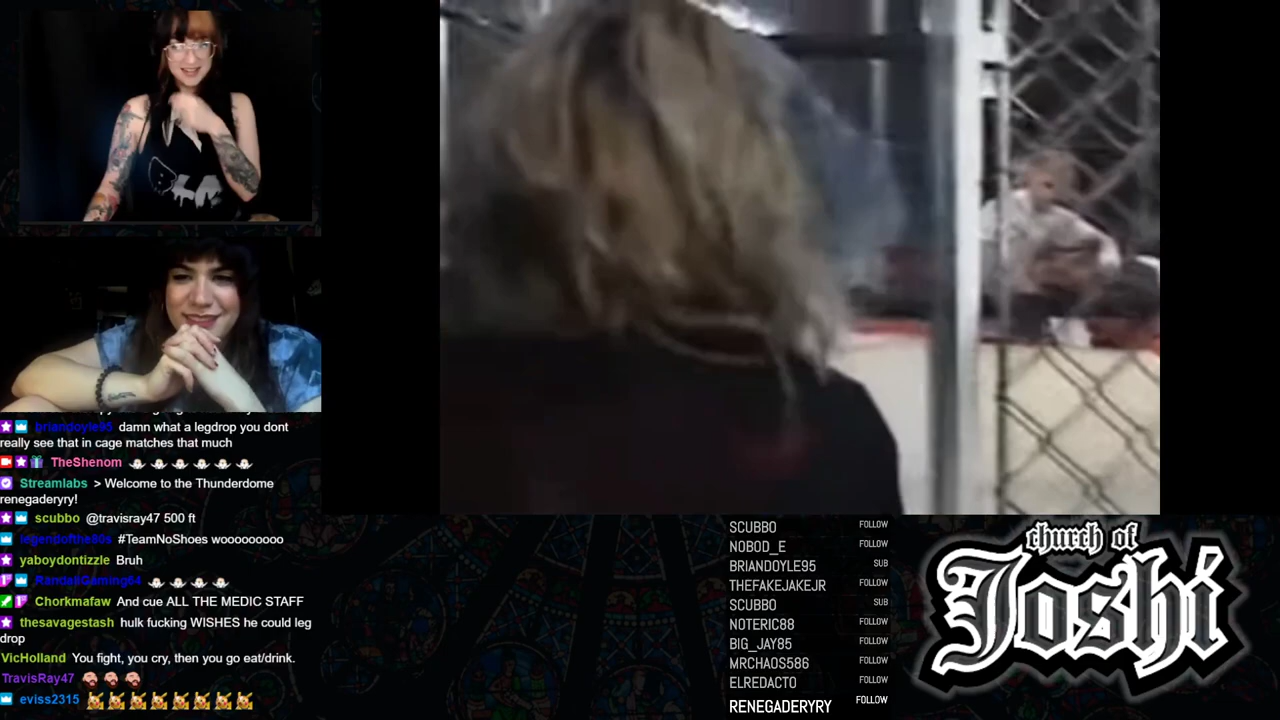 briandoyle95 damn what a legdrop you dont
really see that in cage matches that much
TheShenom
Streamlabs > Welcome to the Thunderdome
renegaderyry!
scubbo @travisray47 500 ft
legendofthe80s #TeamNoShoes wooooooooo
yaboydontizzle Bruh
RandallGaming64
Chorkmafaw And cue ALL THE MEDIC STAFF
thesavagestash hulk fucking WISHES he could leg
drop
VicHolland You fight, you cry, then you go eat/drink.
TravisRay47
eviss2315
SCUBBO FOLLOW
NOBOD_E FOLLOW
BRIANDOYLE95 SUB
THEFAKEJAKEJR FOLLOW
SCUBBO SUB
NOTERIC88 FOLLOW
BIG_JAY85 FOLLOW
MRCHAOS586 FOLLOW
ELREDACTO FOLLOW
RENEGADERYRY FOLLOW
church of
Joshi